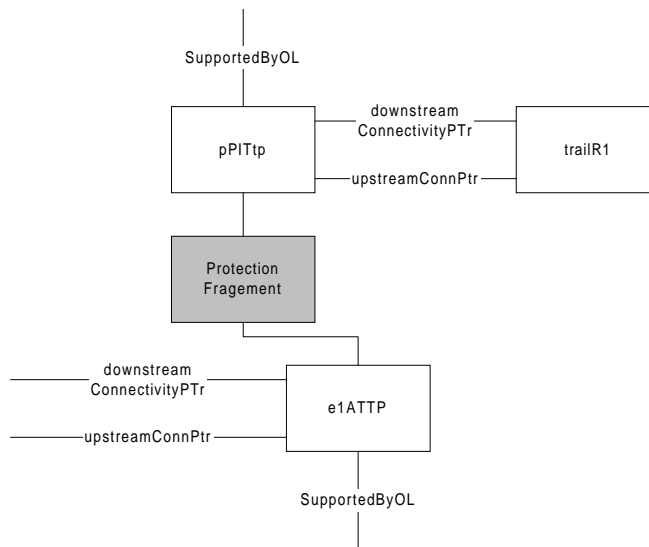 SupportedByOL
downstream
ConnectivityPTr
pPITtp
trailR1
upstreamConnPtr
Protection
Fragement
downstream
ConnectivityPTr
e1ATTP
upstreamConnPtr
SupportedByOL